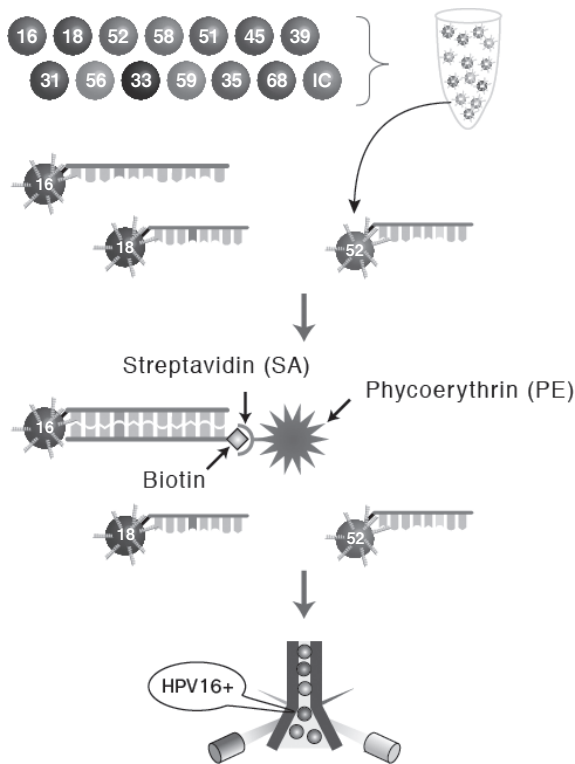 16 18 52 58 51 45 39
31 56 33 59 35 68 IC
16
18
52
Streptavidin (SA)
Phycoerythrin (PE)
16
Biotin
18
52
HPV16+